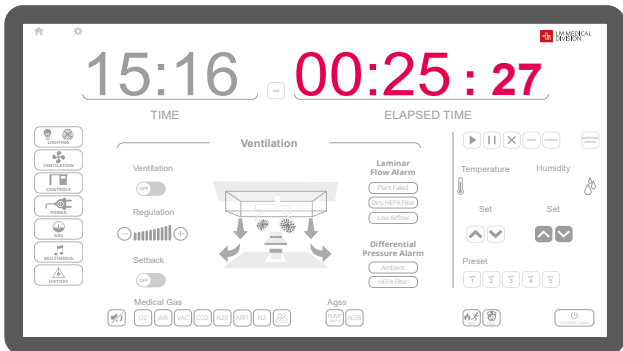 LM MEDICAL
DIVISION
15:16
00:25 : 27
TIME
ELAPSED TIME
LIGHTING
VENTILATION
CONTROLS
POWER
GAS
MULTIMEDIA
HISTORY
Ventilation
Ventilation
OFF
Regulation
Setback
OFF
Laminar
Flow Alarm
Plant Failed
Dirty HEPA Filter
Low Airflow
Differential
Pressure Alarm
Ambient
HEPA Filter
Temperature
Humidity
Set
Set
Preset
1
2
3
4
5
Medical Gas
O2
AIR
VAC
CO2
N20
AIR7
N2
O2
CO2
Agss
PUMP
AGSS